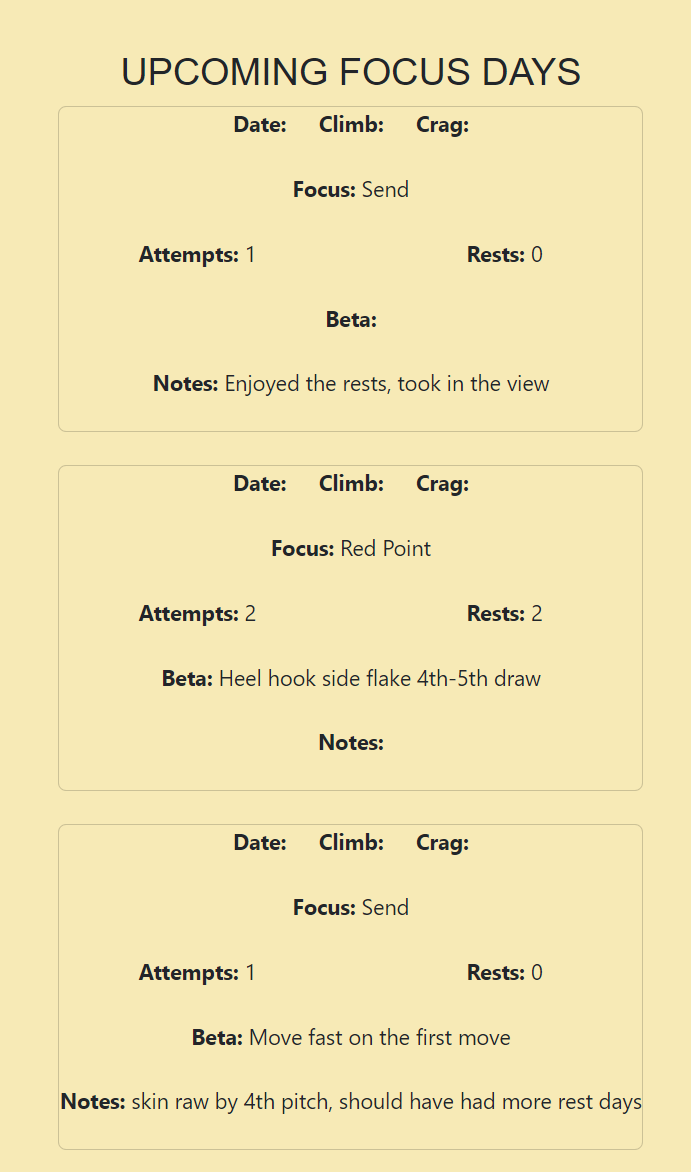 UPCOMING FOCUS DAYS
Date: Climb: Crag:
Focus: Send
Attempts: 1 Rests: 0
Beta:
Notes: Enjoyed the rests, took in the view
Date: Climb: Crag:
Focus: Red Point
Attempts: 2 Rests: 2
Beta: Heel hook side flake 4th-5th draw
Notes:
Date: Climb: Crag:
Focus: Send
Attempts: 1 Rests: 0
Beta: Move fast on the first move
Notes: skin raw by 4th pitch, should have had more rest days